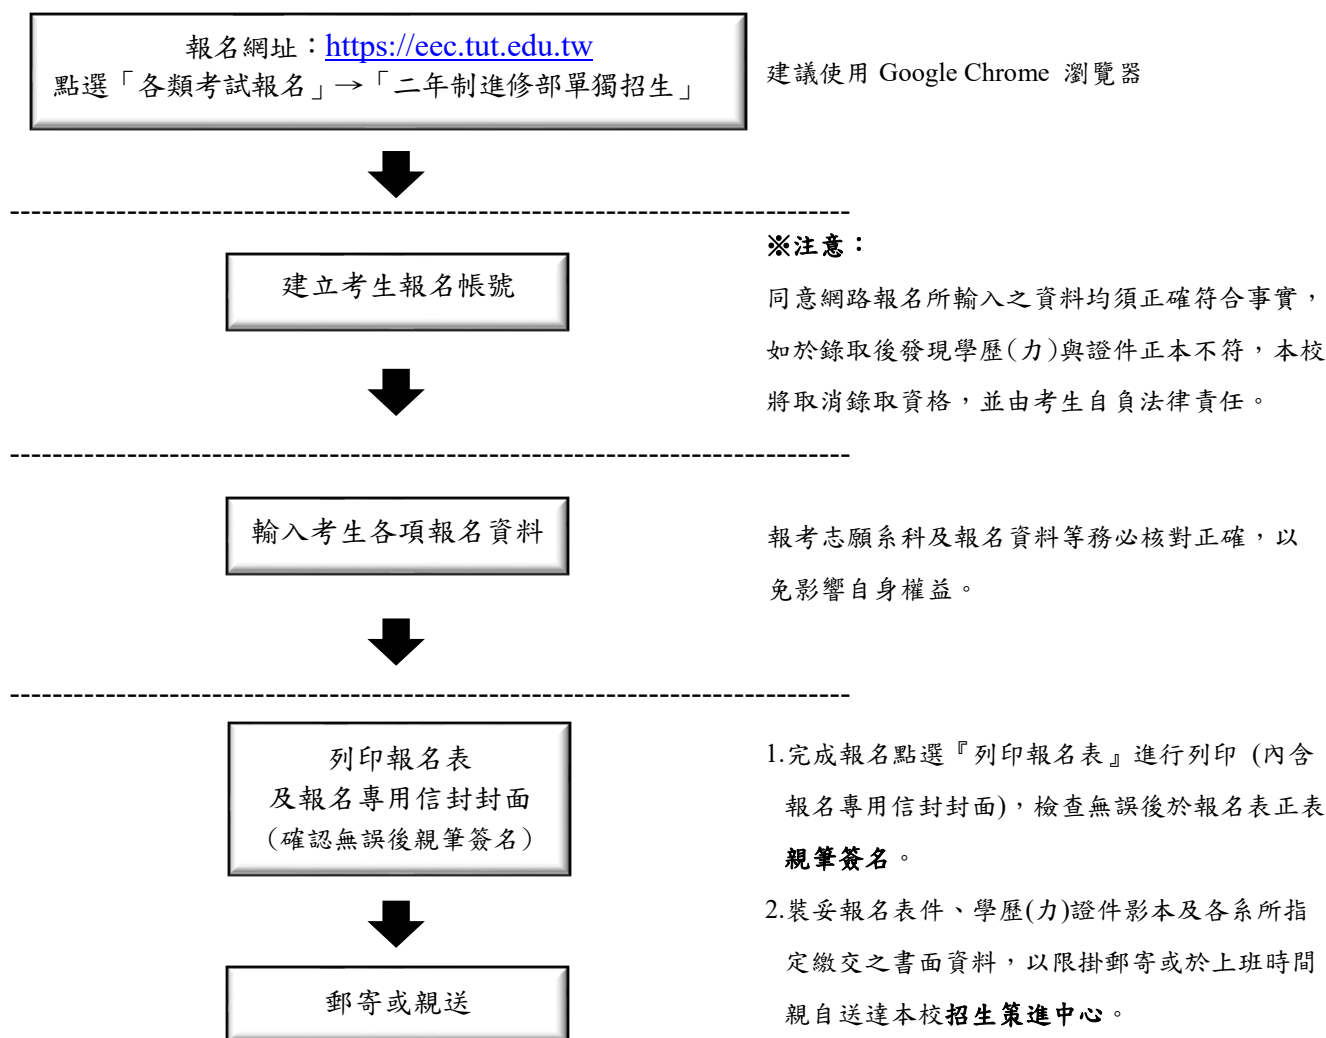 報名網址：https://eec.tut.edu.tw
點選「各類考試報名」→「二年制進修部單獨招生」
建議使用 Google Chrome 瀏覽器
建立考生報名帳號
※注意：
同意網路報名所輸入之資料均須正確符合事實，
如於錄取後發現學歷(力)與證件正本不符，本校
將取消錄取資格，並由考生自負法律責任。
輸入考生各項報名資料
報考志願系科及報名資料等務必核對正確，以
免影響自身權益。
列印報名表
及報名專用信封封面
(確認無誤後親筆簽名)
1.完成報名點選『列印報名表』進行列印 (內含
報名專用信封封面)，檢查無誤後於報名表正表
親筆簽名。
2.裝妥報名表件、學歷(力)證件影本及各系所指
定繳交之書面資料，以限掛郵寄或於上班時間
親自送達本校招生策進中心。
郵寄或親送